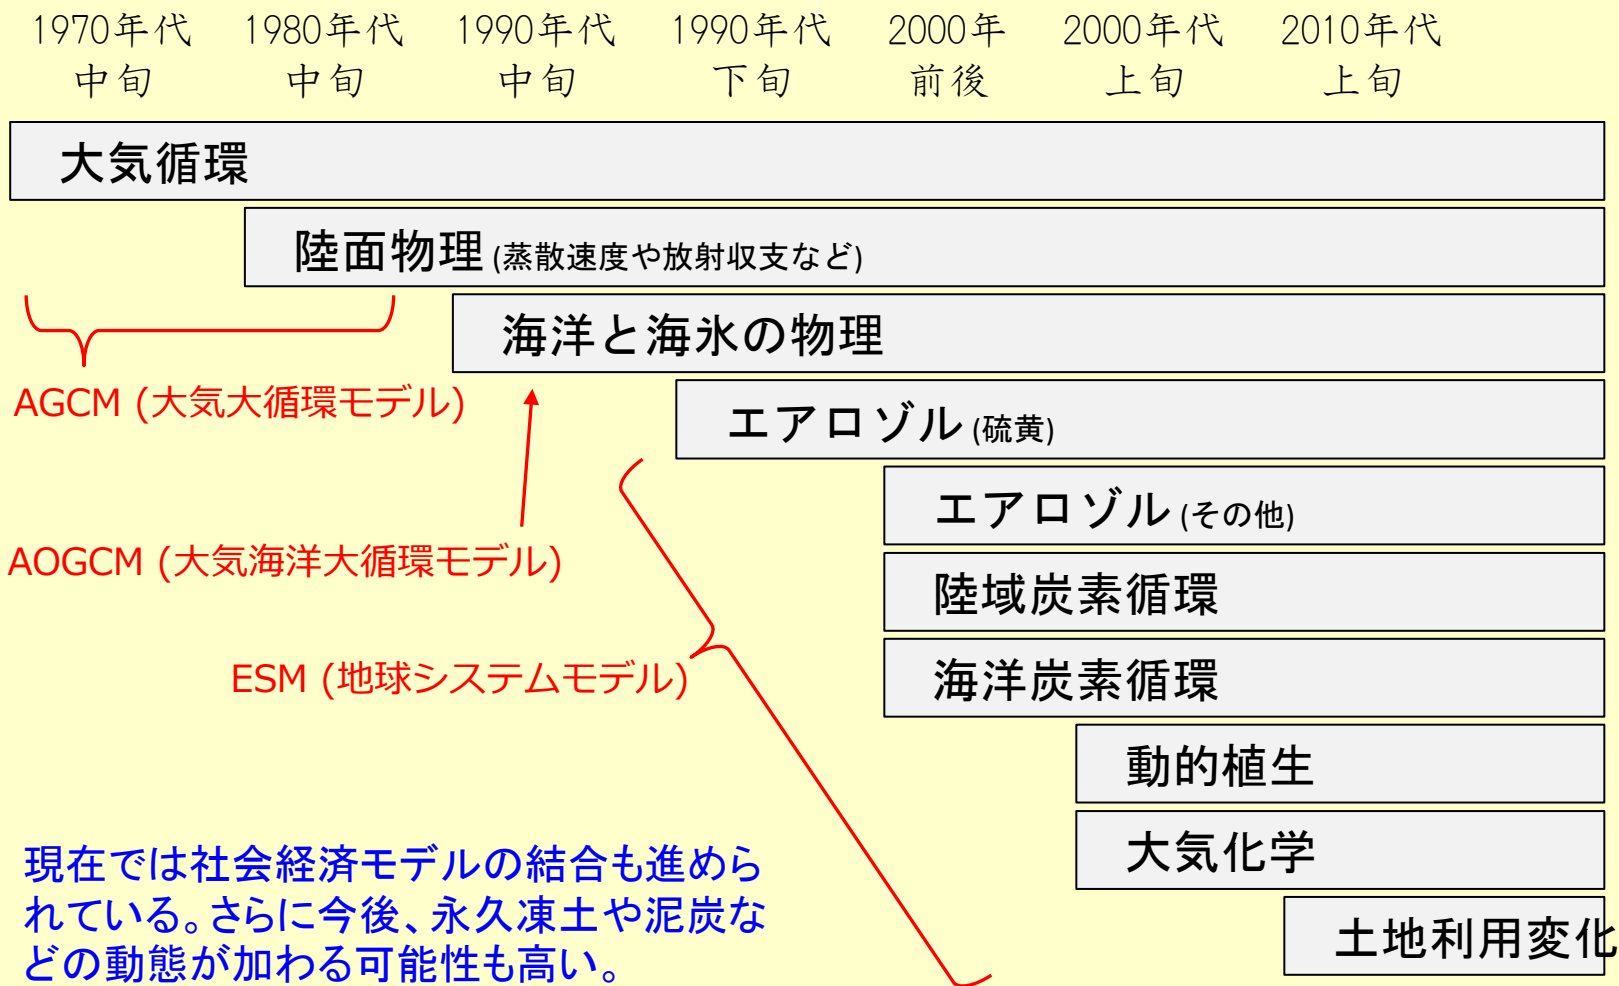 1970年代 1980年代 1990年代 1990年代 2000年 2000年代 2010年代
中旬 中旬 中旬 下旬 前後 上旬 上旬
大気循環
陸面物理 (蒸散速度や放射収支など)
海洋と海氷の物理
AGCM (大気大循環モデル)
エアロゾル (硫黄)
エアロゾル (その他)
AOGCM (大気海洋大循環モデル)
陸域炭素循環
ESM (地球システムモデル)
海洋炭素循環
動的植生
大気化学
現在では社会経済モデルの結合も進めら
れている。さらに今後、永久凍土や泥炭な
どの動態が加わる可能性も高い。
土地利用変化